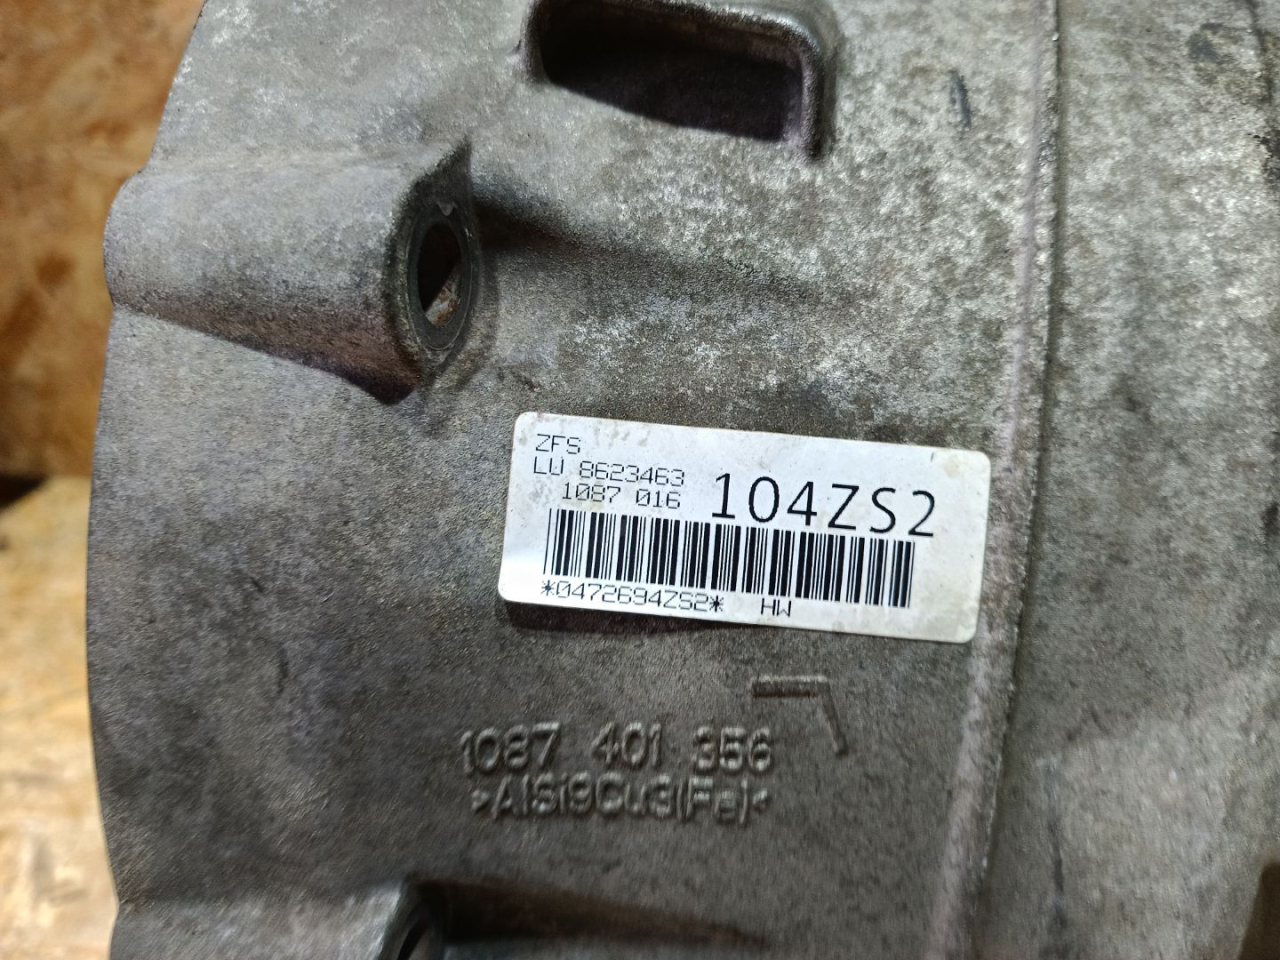 ZFS
LU 8623463
1087 016
104ZS2
*0472694ZS2* HW
1087 401 356
>AlSi9Cu3(Fe)<